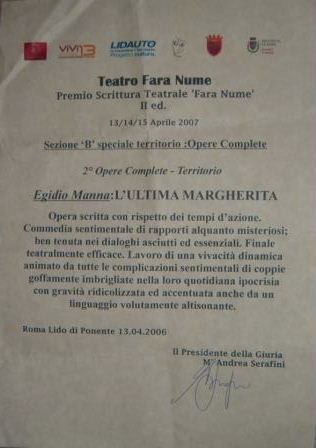 VIVI 13
LIDAUTO
Progetto cultura.
Teatro Fara Nume
Premio Scrittura Teatrale 'Fara Nume'
II ed.
13/14/15 Aprile 2007
Sezione 'B' speciale territorio :Opere Complete
2° Opere Complete - Territorio
Egidio Manna:L'ULTIMA MARGHERITA
Opera scritta con rispetto dei tempi d'azione.
Commedia sentimentale di rapporti alquanto misteriosi;
ben tenuta nei dialoghi asciutti ed essenziali. Finale
teatralmente efficace. Lavoro di una vivacità dinamica
animato da tutte le complicazioni sentimentali di coppie
goffamente imbrigliate nella loro quotidiana ipocrisia
con gravità ridicolizzata ed accentuata anche da un
linguaggio volutamente altisonante.
Roma Lido di Ponente 13.04.2006
Il Presidente della Giuria
M° Andrea Serafini